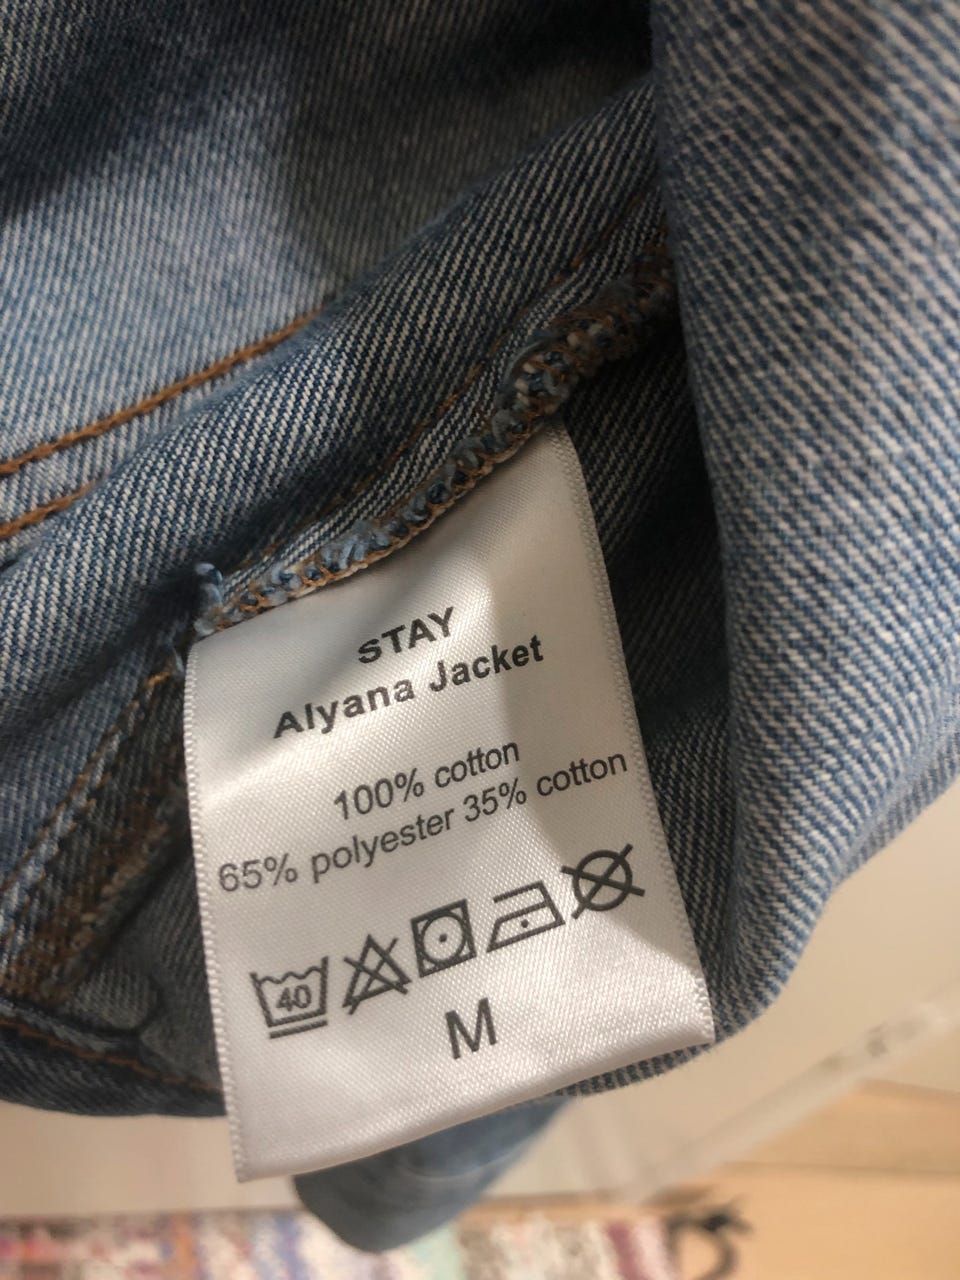 STAY
Alyana Jacket
100% cotton
65% polyester 35% cotton
40
M